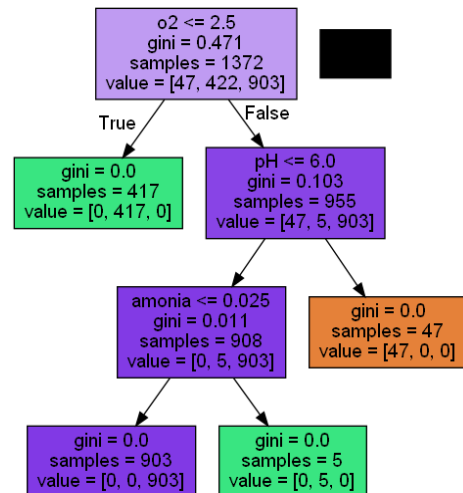 o2 <= 2.5
gini = 0.471
samples = 1372
value = [47, 422, 903]
True
False
gini = 0.0
samples = 417
value = [0, 417, 0]
pH <= 6.0
gini = 0.103
samples = 955
value = [47, 5, 903]
amonia <= 0.025
gini = 0.011
samples = 908
value = [0, 5, 903]
gini = 0.0
samples = 47
value = [47, 0, 0]
gini = 0.0
samples = 903
value = [0, 0, 903]
gini = 0.0
samples = 5
value = [0, 5, 0]